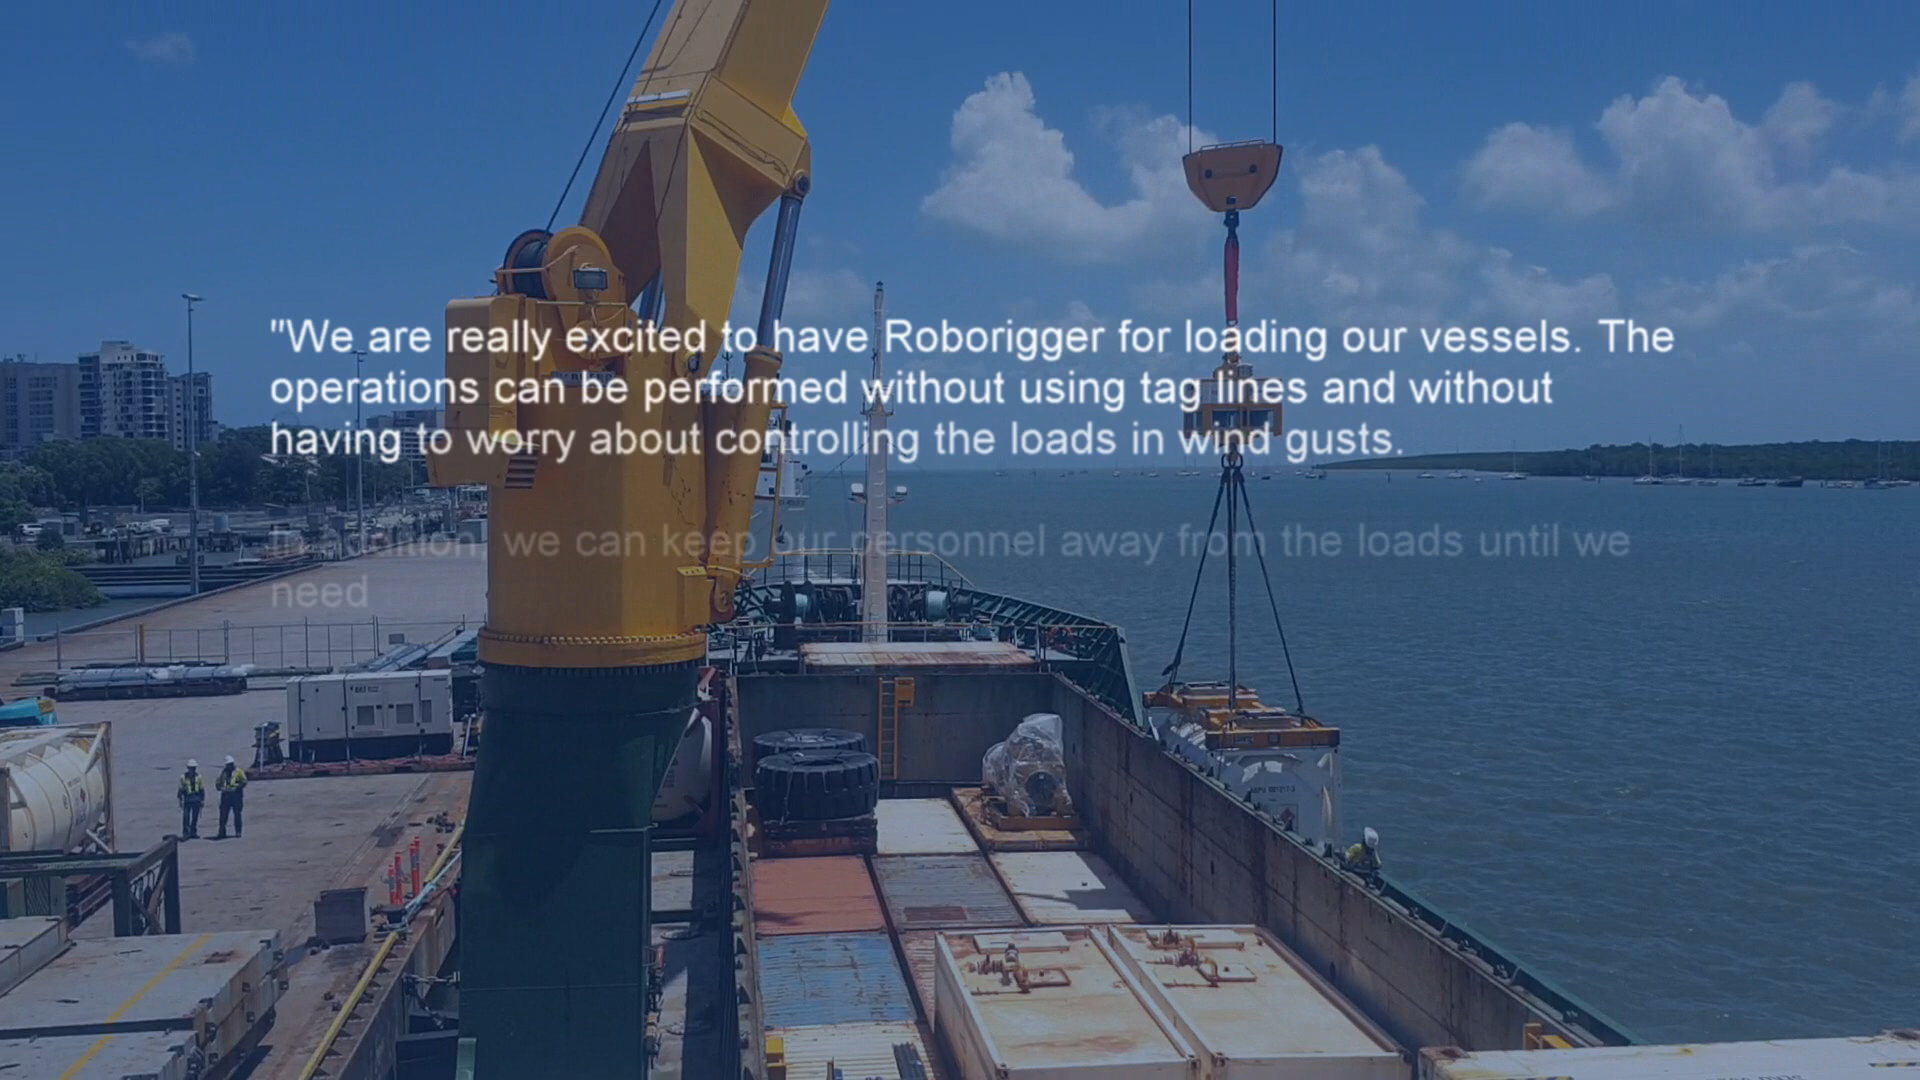 "We are really excited to have Roborigger for loading our vessels. The
operations can be performed without using tag lines and without
having to worry about controlling the loads in wind gusts.
In addition, we can keep our personnel away from the loads until we
need